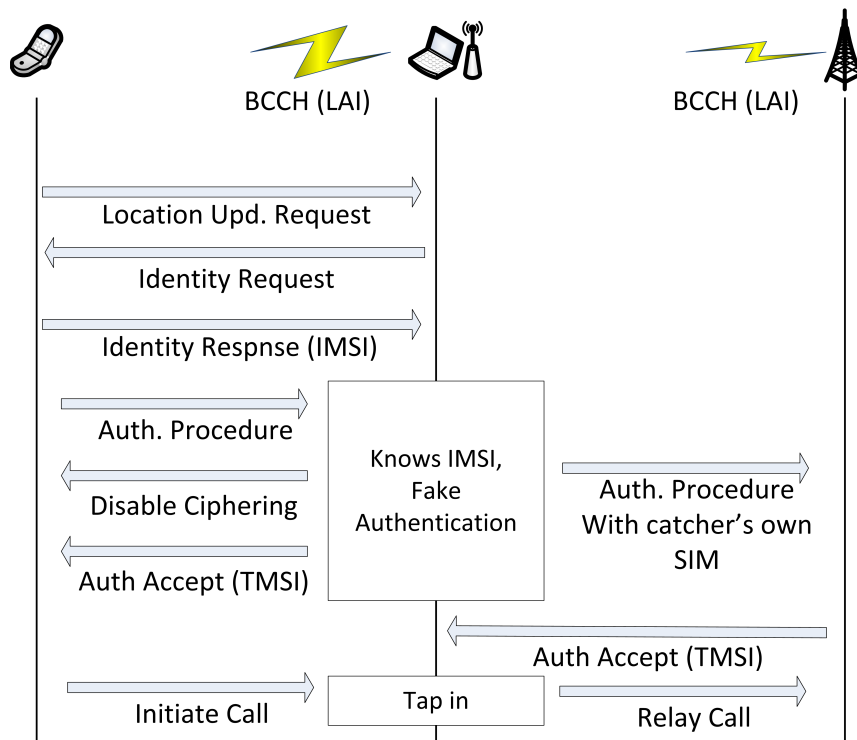 BCCH (LAI)
BCCH (LAI)
Location Upd. Request
Identity Request
Identity Respnse (IMSI)
Auth. Procedure
Disable Ciphering
Auth Accept (TMSI)
Knows IMSI,
Fake
Authentication
Auth. Procedure
With catcher's own
SIM
Auth Accept (TMSI)
Initiate Call
Tap in
Relay Call